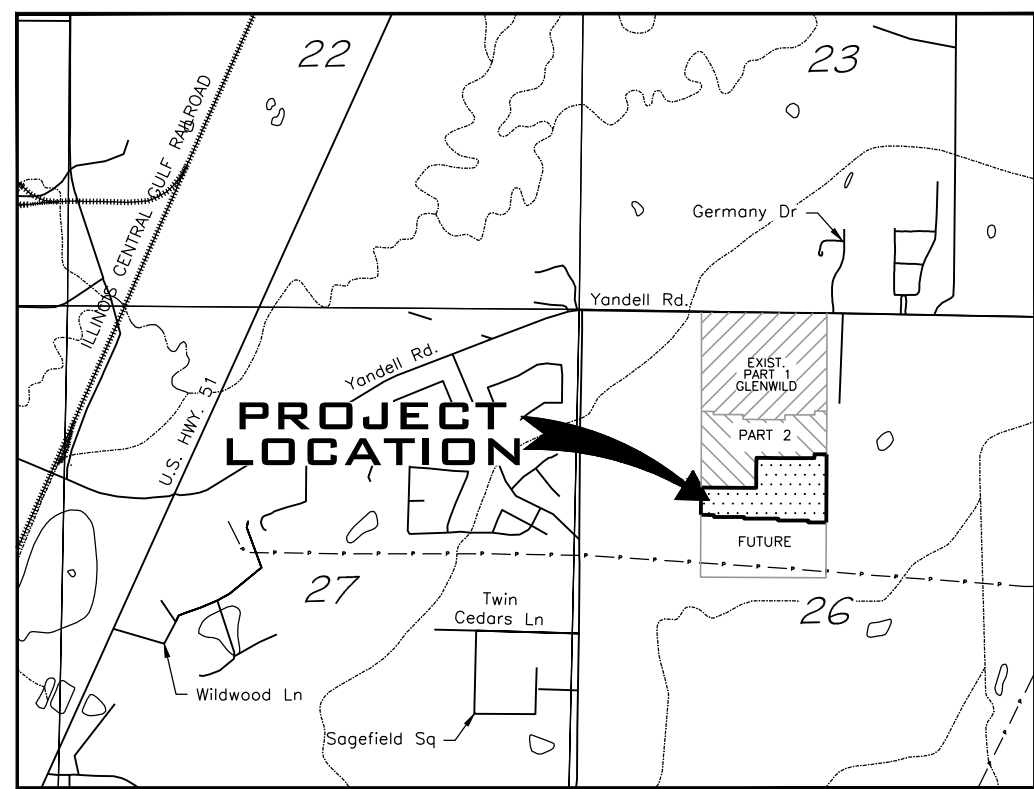 22
23
ILLINOIS CENTRAL GULF RAILROAD
Germany Dr
Yandell Rd.
Yandell Rd.
EXIST.
PART 1
GLENWILD
U.S. HWY. 51
PROJECT
LOCATION
PART 2
FUTURE
P P P P P P P P P P P P P P P P
27
26
Twin
Cedars Ln
Wildwood Ln
Sagefield Sq